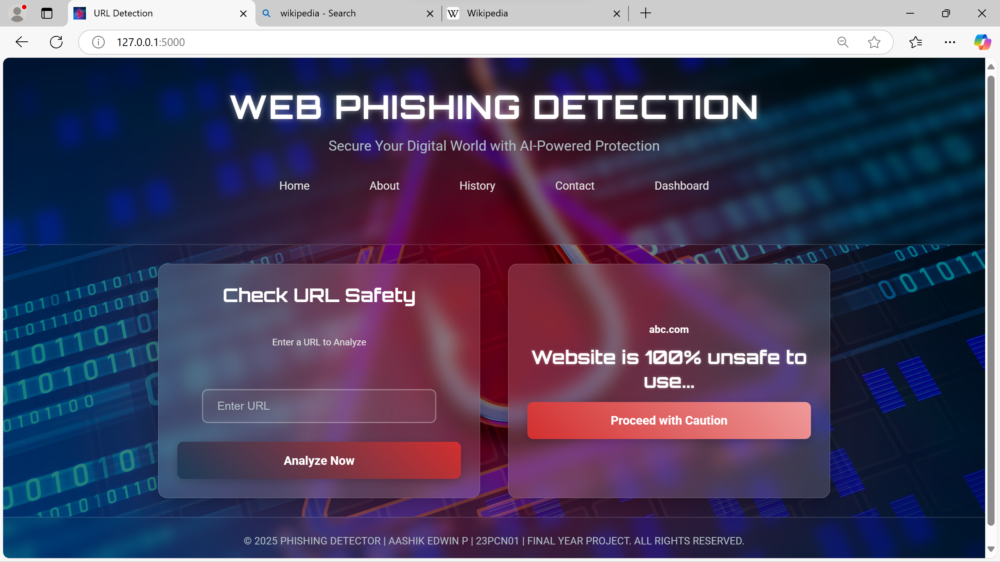 URL Detection
wikipedia - Search
W
Wikipedia
127.0.0.1:5000
WEB PHISHING DETECTION
Secure Your Digital World with AI-Powered Protection
Home About History Contact Dashboard
Check URL Safety
Enter a URL to Analyze
Enter URL
Analyze Now
abc.com
Website is 100% unsafe to
use...
Proceed with Caution
© 2025 PHISHING DETECTOR | AASHIK EDWIN P | 23PCN01 | FINAL YEAR PROJECT. ALL RIGHTS RESERVED.